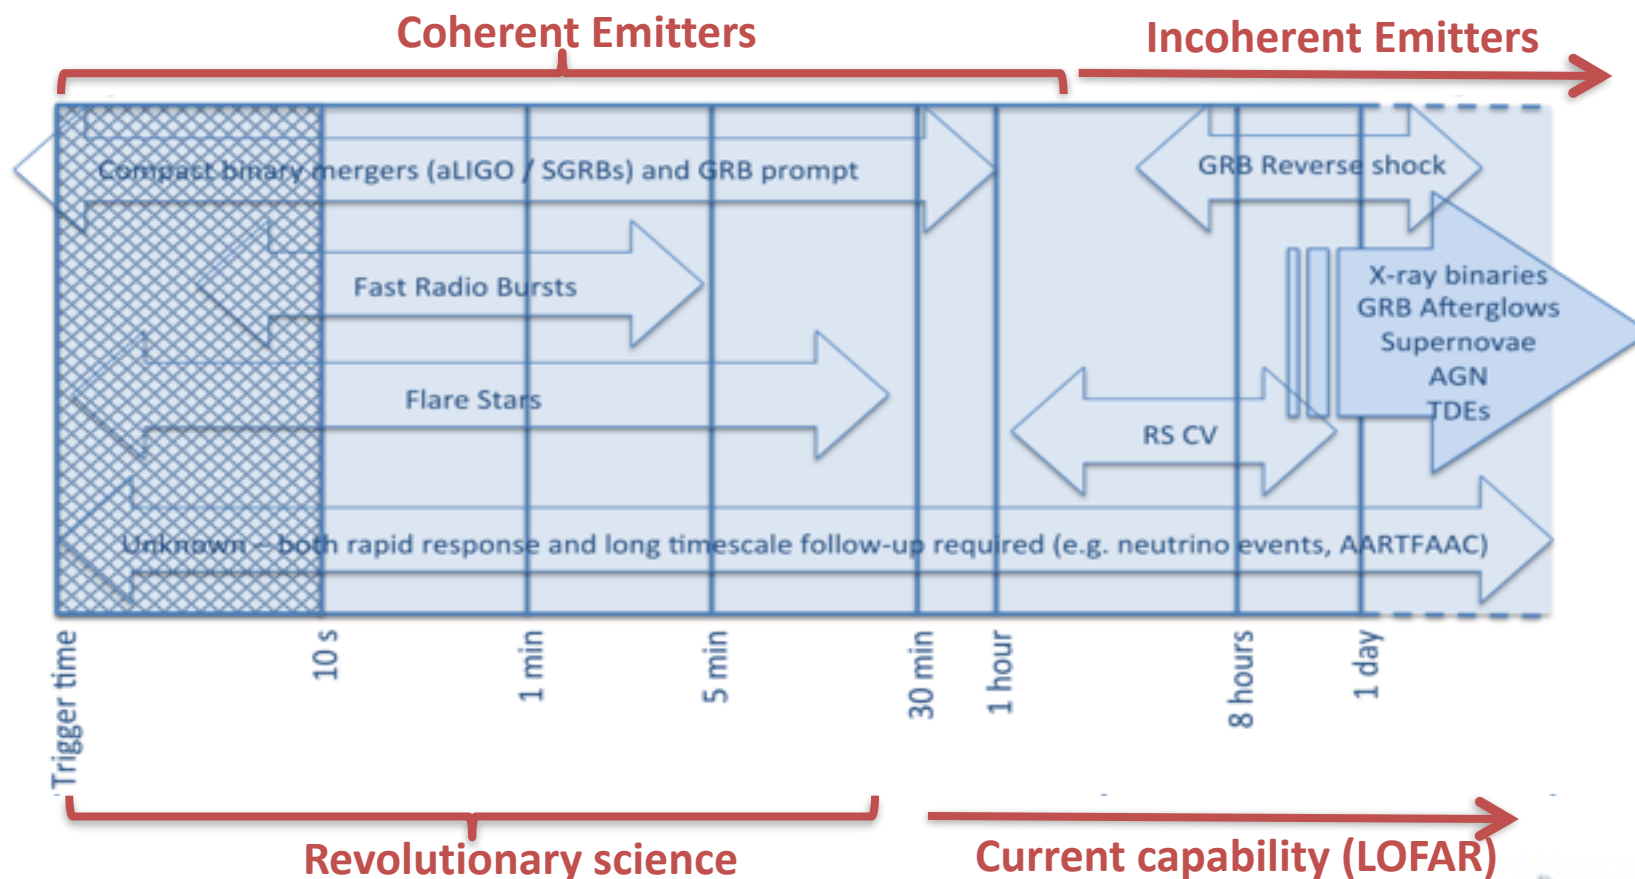 Coherent Emitters
Incoherent Emitters
Compact binary mergers (aLIGO / SGRBs) and GRB prompt
GRB Reverse shock
Fast Radio Bursts
X-ray binaries
GRB Afterglows
Supernovae
AGN
TDEs
Flare Stars
RS CV
Unknown – both rapid response and long timescale follow-up required (e.g. neutrino events, AARTFAAC)
Trigger time
10 s
1 min
5 min
30 min
1 hour
8 hours
1 day
Revolutionary science
Current capability (LOFAR)